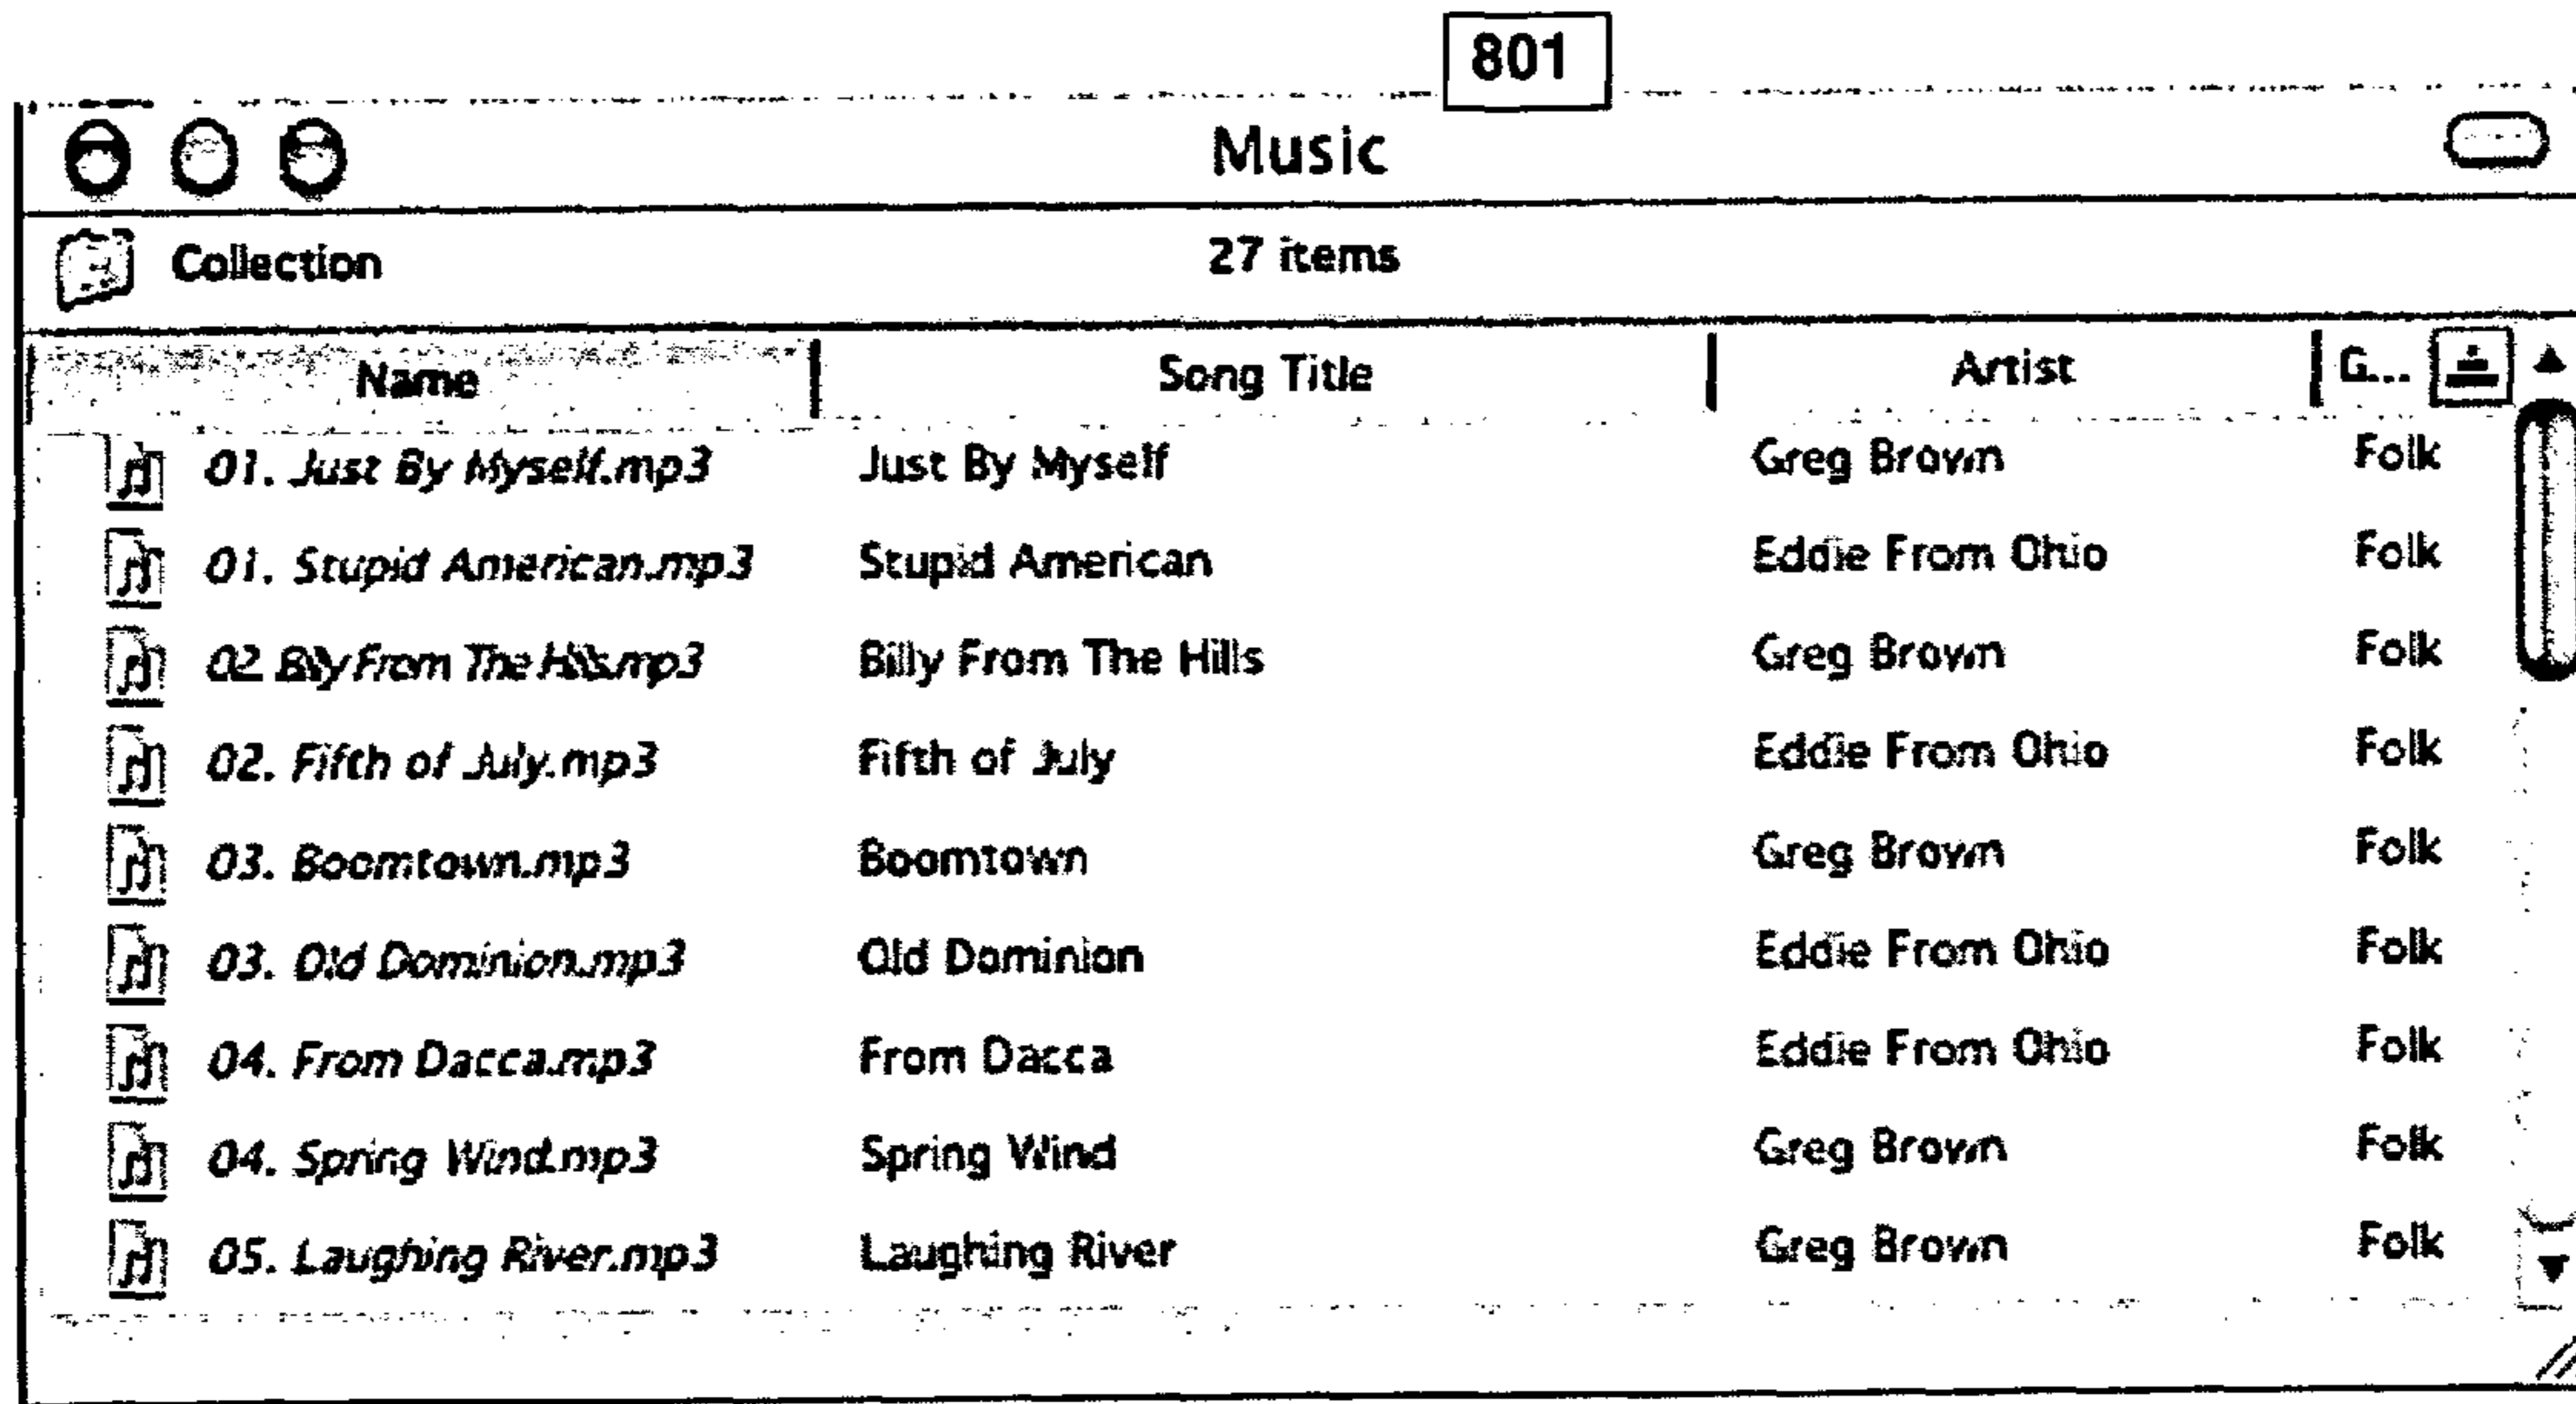 801
Music
Collection 27 items
Name Song Title Artist G...
01. Just By Myself.mp3 Just By Myself Greg Brown Folk
01. Stupid American.mp3 Stupid American Eddie From Ohio Folk
02. Billy From The Hills.mp3 Billy From The Hills Greg Brown Folk
02. Fifth of July.mp3 Fifth of July Eddie From Ohio Folk
03. Boomtown.mp3 Boomtown Greg Brown Folk
03. Old Dominion.mp3 Old Dominion Eddie From Ohio Folk
04. From Dacca.mp3 From Dacca Eddie From Ohio Folk
04. Spring Wind.mp3 Spring Wind Greg Brown Folk
05. Laughing River.mp3 Laughing River Greg Brown Folk